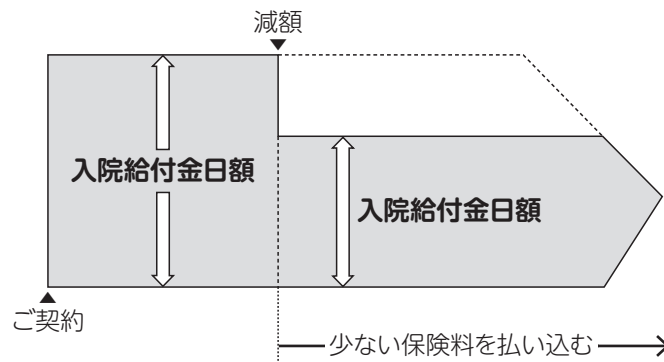 減額
入院給付金日額
入院給付金日額
ご契約
少ない保険料を払い込む